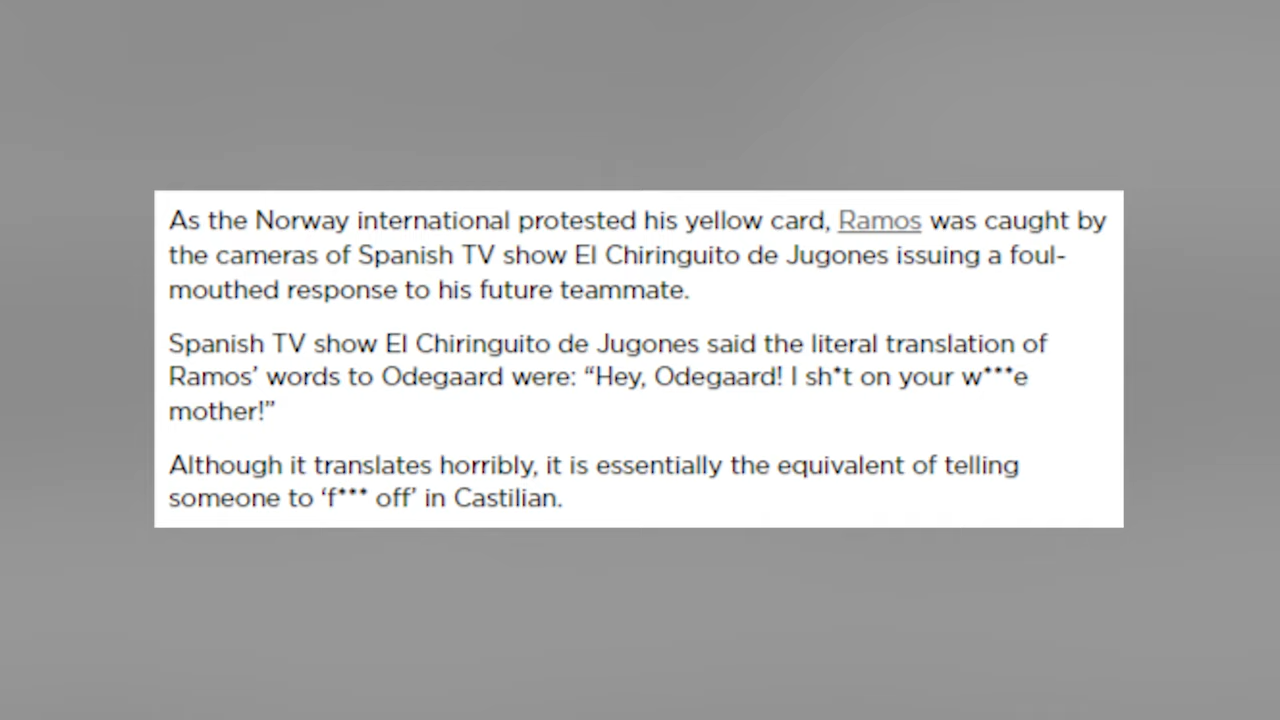 As the Norway international protested his yellow card, Ramos was caught by
the cameras of Spanish TV show El Chiringuito de Jugones issuing a foul-
mouthed response to his future teammate.
Spanish TV show El Chiringuito de Jugones said the literal translation of
Ramos’ words to Odegaard were: “Hey, Odegaard! I sh*t on your w***e
mother!”
Although it translates horribly, it is essentially the equivalent of telling
someone to ‘f*** off’ in Castilian.